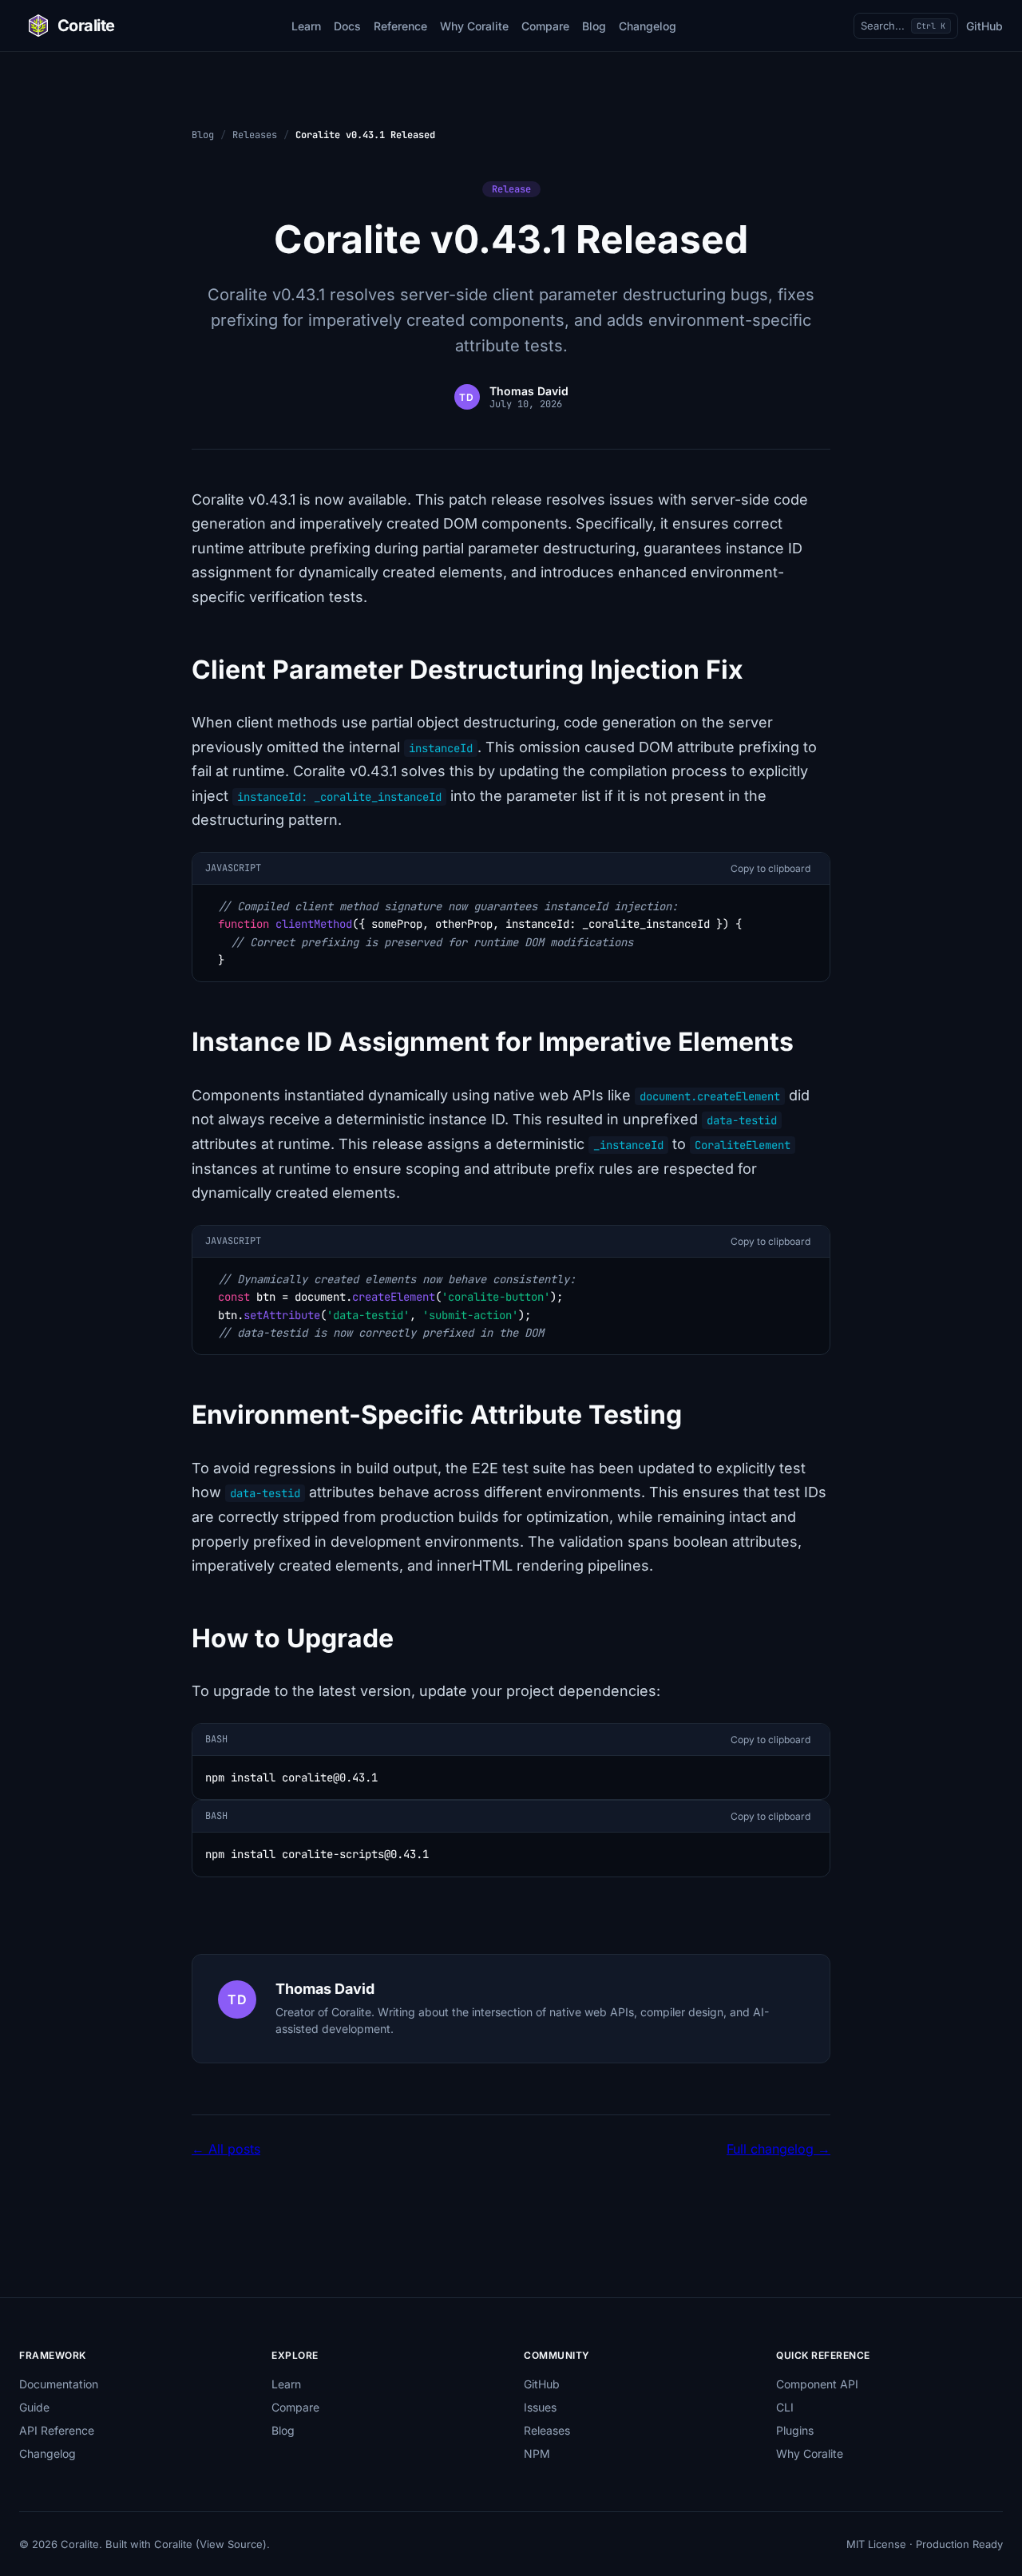 Coralite
Learn Docs Reference Why Coralite Compare Blog Changelog
Search... Ctrl K GitHub
Blog / Releases / Coralite v0.43.1 Released
Release
Coralite v0.43.1 Released
Coralite v0.43.1 resolves server-side client parameter destructuring bugs, fixes
prefixing for imperatively created components, and adds environment-specific
attribute tests.
TD
Thomas David
July 10, 2026
Coralite v0.43.1 is now available. This patch release resolves issues with server-side code
generation and imperatively created DOM components. Specifically, it ensures correct
runtime attribute prefixing during partial parameter destructuring, guarantees instance ID
assignment for dynamically created elements, and introduces enhanced environment-
specific verification tests.
Client Parameter Destructuring Injection Fix
When client methods use partial object destructuring, code generation on the server
previously omitted the internal instanceId. This omission caused DOM attribute prefixing to
fail at runtime. Coralite v0.43.1 solves this by updating the compilation process to explicitly
inject instanceId: _coralite_instanceId into the parameter list if it is not present in the
destructuring pattern.
JAVASCRIPT Copy to clipboard
// Compiled client method signature now guarantees instanceId injection:
function clientMethod({ someProp, otherProp, instanceId: _coralite_instanceId }) {
// Correct prefixing is preserved for runtime DOM modifications
}
Instance ID Assignment for Imperative Elements
Components instantiated dynamically using native web APIs like document.createElement did
not always receive a deterministic instance ID. This resulted in unprefixed data-testid
attributes at runtime. This release assigns a deterministic _instanceId to CoraliteElement
instances at runtime to ensure scoping and attribute prefix rules are respected for
dynamically created elements.
JAVASCRIPT Copy to clipboard
// Dynamically created elements now behave consistently:
const btn = document.createElement('coralite-button');
btn.setAttribute('data-testid', 'submit-action');
// data-testid is now correctly prefixed in the DOM
Environment-Specific Attribute Testing
To avoid regressions in build output, the E2E test suite has been updated to explicitly test
how data-testid attributes behave across different environments. This ensures that test IDs
are correctly stripped from production builds for optimization, while remaining intact and
properly prefixed in development environments. The validation spans boolean attributes,
imperatively created elements, and innerHTML rendering pipelines.
How to Upgrade
To upgrade to the latest version, update your project dependencies:
BASH Copy to clipboard
npm install coralite@0.43.1
BASH Copy to clipboard
npm install coralite-scripts@0.43.1
TD
Thomas David
Creator of Coralite. Writing about the intersection of native web APIs, compiler design, and AI-
assisted development.
← All posts Full changelog →
FRAMEWORK
Documentation
Guide
API Reference
Changelog
EXPLORE
Learn
Compare
Blog
COMMUNITY
GitHub
Issues
Releases
NPM
QUICK REFERENCE
Component API
CLI
Plugins
Why Coralite
© 2026 Coralite. Built with Coralite (View Source).
MIT License · Production Ready